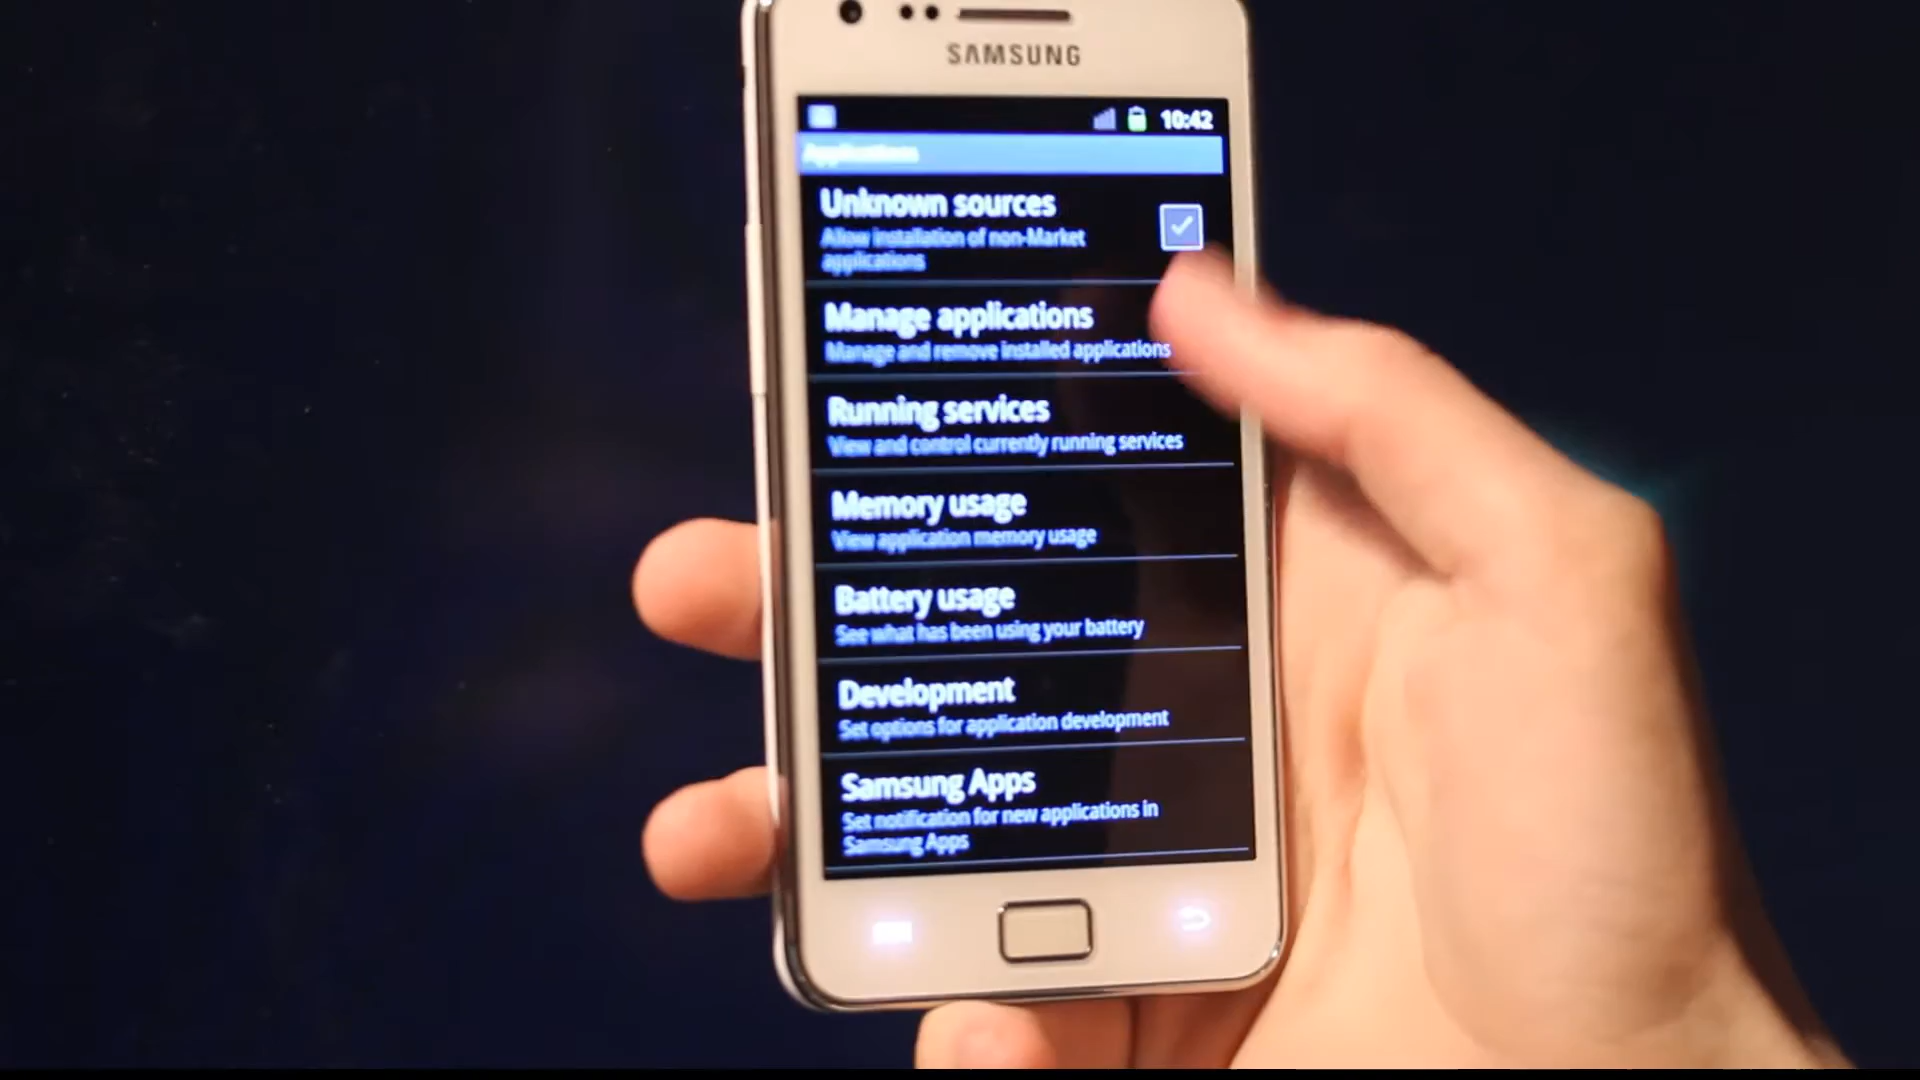 SAMSUNG
10:42
Applications
Unknown sources
Allow installation of non-Market
applications
Manage applications
Manage and remove installed applications
Running services
View and control currently running services
Memory usage
View application memory usage
Battery usage
See what has been using your battery
Development
Set options for application development
Samsung Apps
Set notification for new applications in
Samsung Apps